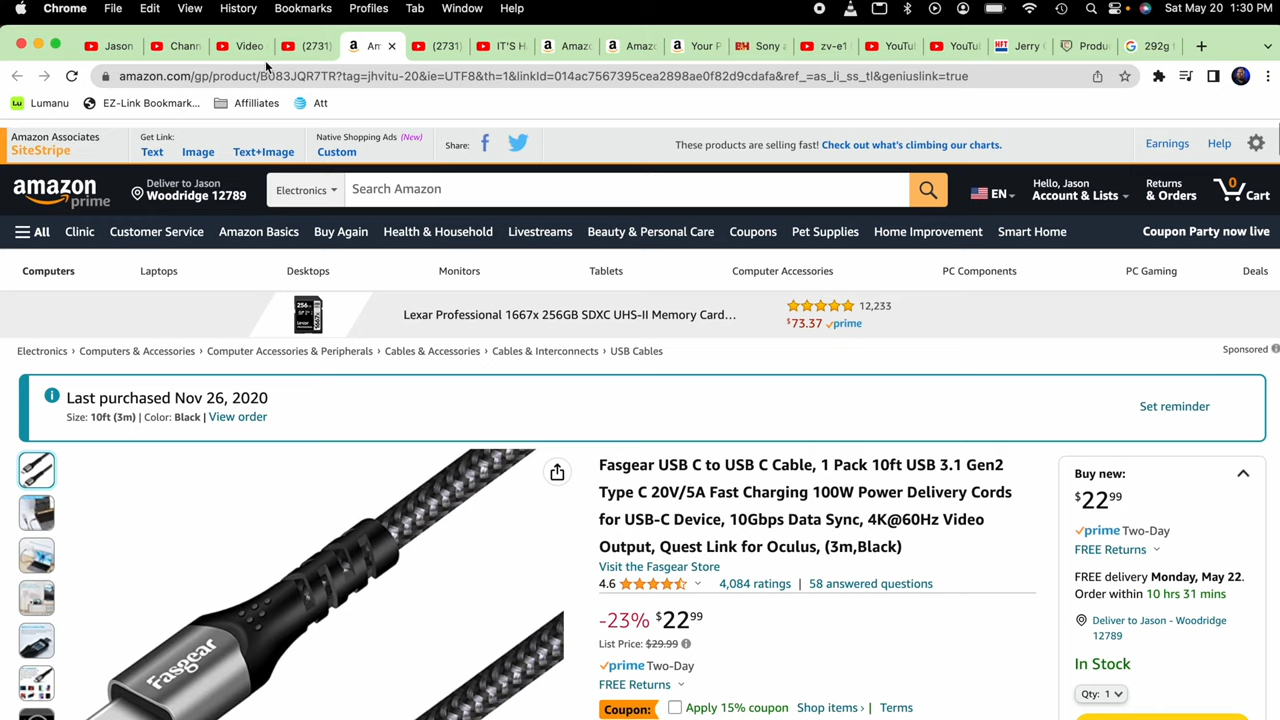 Chrome File Edit View History Bookmarks Profiles Tab Window Help Sat May 20 1:30 PM
Jason Chann Video (2731) Am (2731) IT'S H Amaz Amaz Your P Sony zv-e1 YouTu YouTu Jerry Produ 292g
amazon.com/gp/product/B083JQR7TR?tag=jhvitu-20&ie=UTF8&th=1&linkId=014ac7567395cea2898ae0f82d9cdafa&ref_=as_li_ss_tl&geniuslink=true
Lumanu EZ-Link Bookmark... Affilliates Att
Amazon Associates
SiteStripe
Get Link:
Text Image Text+Image
Native Shopping Ads (New)
Custom
Share:
These products are selling fast! Check out what's climbing our charts.
Earnings Help
amazon prime
Deliver to Jason
Woodridge 12789
Electronics Search Amazon
EN
Hello, Jason
Account & Lists
Returns
& Orders
0
Cart
All Clinic Customer Service Amazon Basics Buy Again Health & Household Livestreams Beauty & Personal Care Coupons Pet Supplies Home Improvement Smart Home Coupon Party now live
Computers Laptops Desktops Monitors Tablets Computer Accessories PC Components PC Gaming Deals
Lexar Professional 1667x 256GB SDXC UHS-II Memory Card...
12,233
$73.37 prime
Electronics › Computers & Accessories › Computer Accessories & Peripherals › Cables & Accessories › Cables & Interconnects › USB Cables
Sponsored
Last purchased Nov 26, 2020
Size: 10ft (3m) | Color: Black | View order
Set reminder
Fasgear
Fasgear USB C to USB C Cable, 1 Pack 10ft USB 3.1 Gen2
Type C 20V/5A Fast Charging 100W Power Delivery Cords
for USB-C Device, 10Gbps Data Sync, 4K@60Hz Video
Output, Quest Link for Oculus, (3m,Black)
Visit the Fasgear Store
4.6 4,084 ratings | 58 answered questions
-23% $22⁹⁹
List Price: $29.99
prime Two-Day
FREE Returns
Coupon: Apply 15% coupon Shop items › | Terms
Buy new:
$22⁹⁹
prime Two-Day
FREE Returns
FREE delivery Monday, May 22.
Order within 10 hrs 31 mins
Deliver to Jason - Woodridge
12789
In Stock
Qty: 1